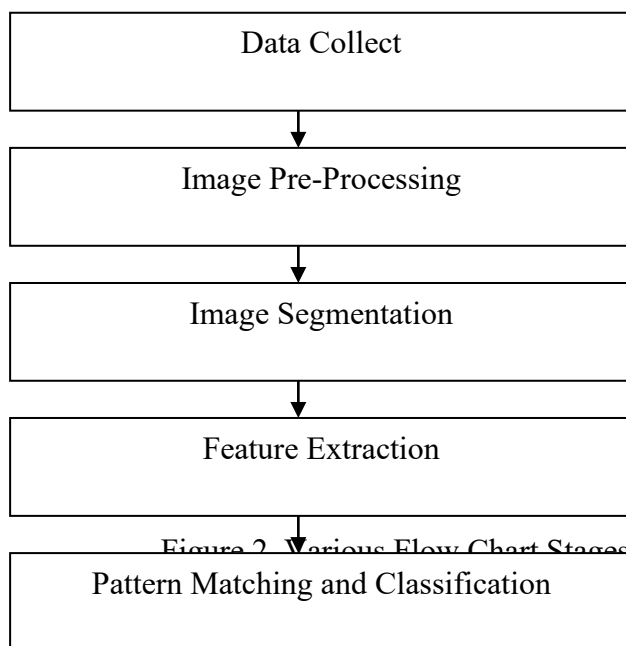 Data Collect
Image Pre-Processing
Image Segmentation
Feature Extraction
Figure 2. Various Flow Chart Stages
Pattern Matching and Classification